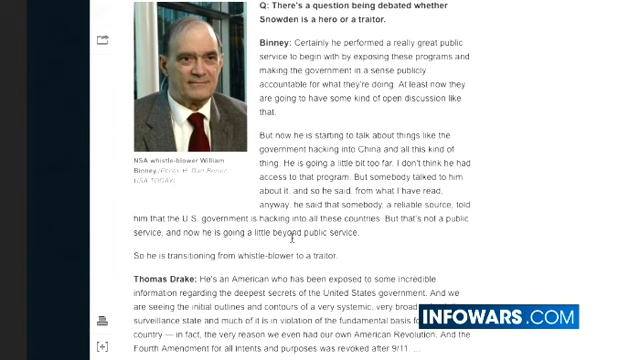 Q: There's a question being debated whether
Snowden is a hero or a traitor.
Binney: Certainly he performed a really great public
service to begin with by exposing these programs and
making the government in a sense publicly
accountable for what they're doing. At least now they
are going to have some kind of open discussion like
that.
But now he is starting to talk about things like the
government hacking into China and all this kind of
thing. He is going a little bit too far. I don't think he had
access to that program. But somebody talked to him
about it, and so he said, from what I have read,
anyway, he said that somebody, a reliable source, told
him that the U.S. government is hacking into all these countries. But that's not a public
service, and now he is going a little beyond public service.
So he is transitioning from whistle-blower to a traitor.
NSA whistle-blower William
Binney
USA TODAY)
Thomas Drake: He's an American who has been exposed to some incredible
information regarding the deepest secrets of the United States government. And we
are seeing the initial outlines and contours of a very systemic, very broad
surveillance state and much of it is in violation of the fundamental basis
country — in fact, the very reason we even had our own American Revolution. And the
Fourth Amendment for all intents and purposes was revoked after 9/11. ...
INFOWARS.COM